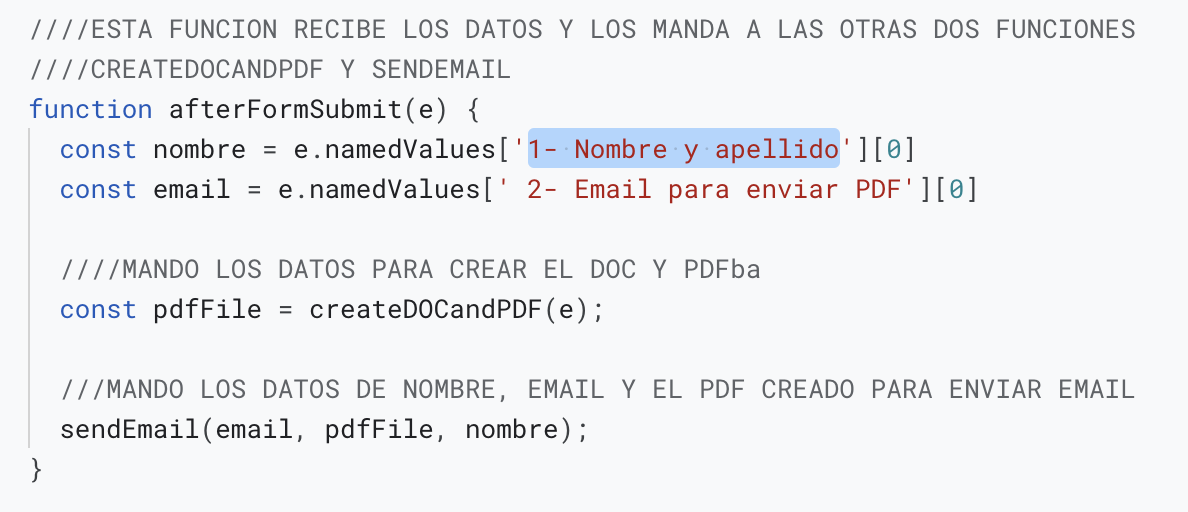 ////ESTA FUNCION RECIBE LOS DATOS Y LOS MANDA A LAS OTRAS DOS FUNCIONES
////CREATEDOCANDPDF Y SENDEMAIL
function afterFormSubmit(e) {
  const nombre = e.namedValues['1- Nombre y apellido'][0]
  const email = e.namedValues[' 2- Email para enviar PDF'][0]

  ////MANDO LOS DATOS PARA CREAR EL DOC Y PDFba
  const pdfFile = createDOCandPDF(e);

  ///MANDO LOS DATOS DE NOMBRE, EMAIL Y EL PDF CREADO PARA ENVIAR EMAIL
  sendEmail(email, pdfFile, nombre);
}